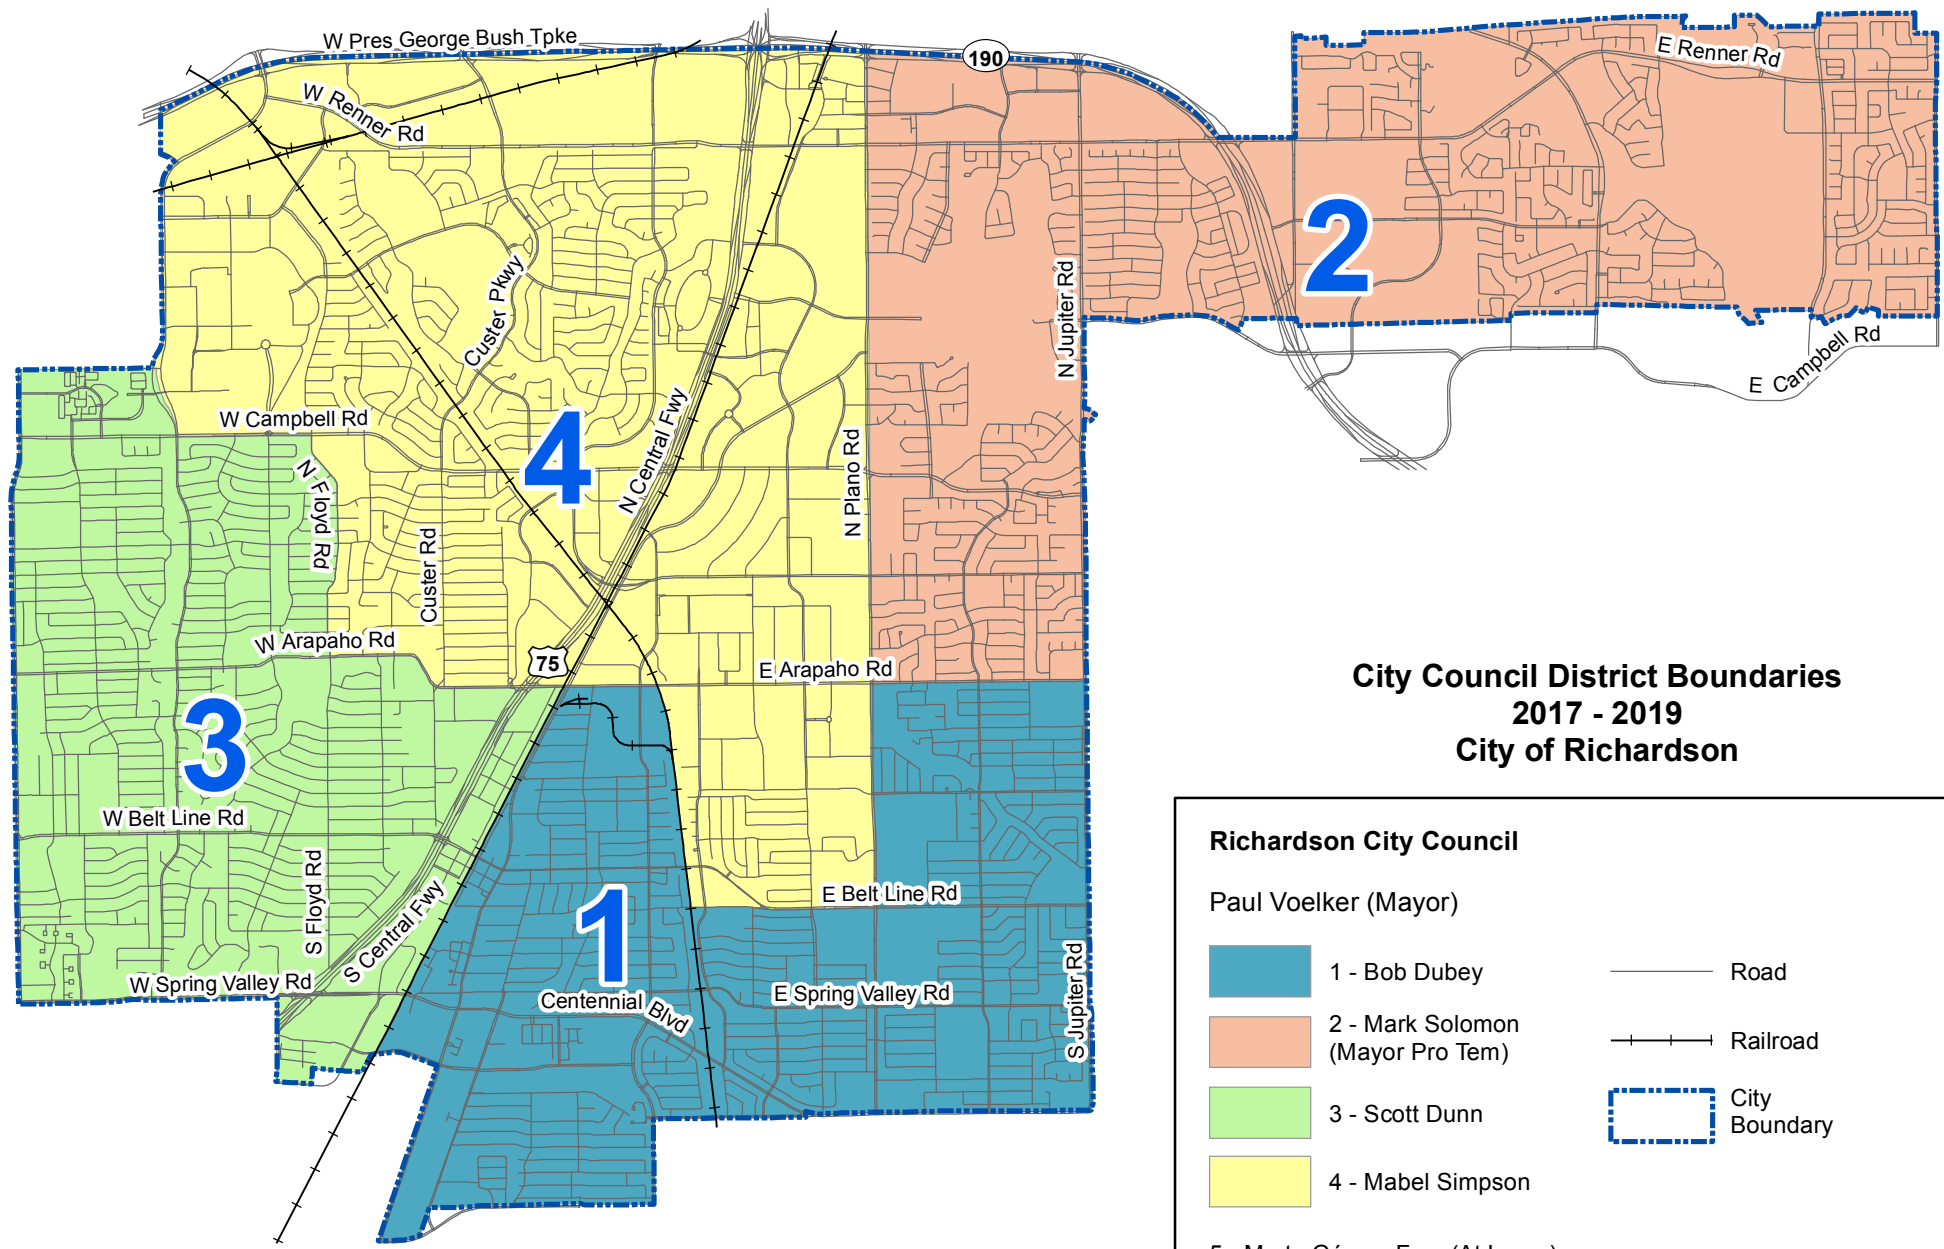 W Pres George Bush Tpke
190
E Renner Rd
W Renner Rd
2
Custer Pkwy
N Jupiter Rd
E Campbell Rd
W Campbell Rd
4
N Central Fwy
N Plano Rd
N Floyd Rd
Custer Rd
W Arapaho Rd
75
E Arapaho Rd
3
W Belt Line Rd
S Floyd Rd
S Central Fwy
E Belt Line Rd
1
W Spring Valley Rd
Centennial Blvd
E Spring Valley Rd
S Jupiter Rd
City Council District Boundaries
2017 - 2019
City of Richardson
Richardson City Council
Paul Voelker (Mayor)
1 - Bob Dubey
2 - Mark Solomon
(Mayor Pro Tem)
3 - Scott Dunn
4 - Mabel Simpson
Road
Railroad
City
Boundary